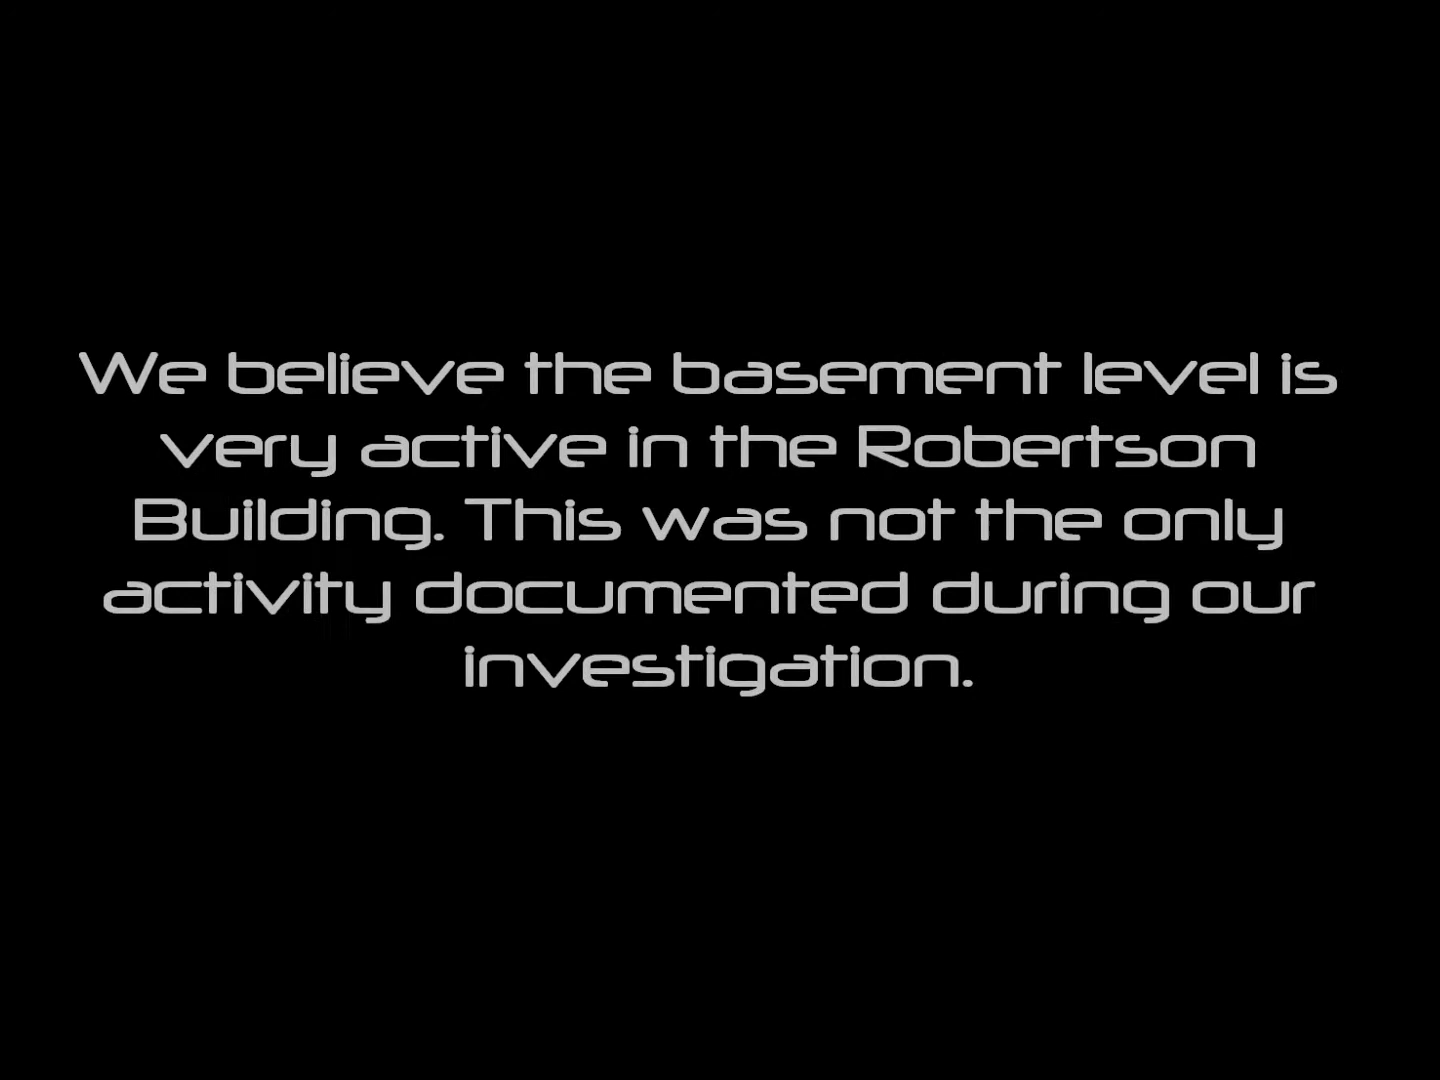 We believe the basement level is
very active in the Robertson
Building. This was not the only
activity documented during our
investigation.